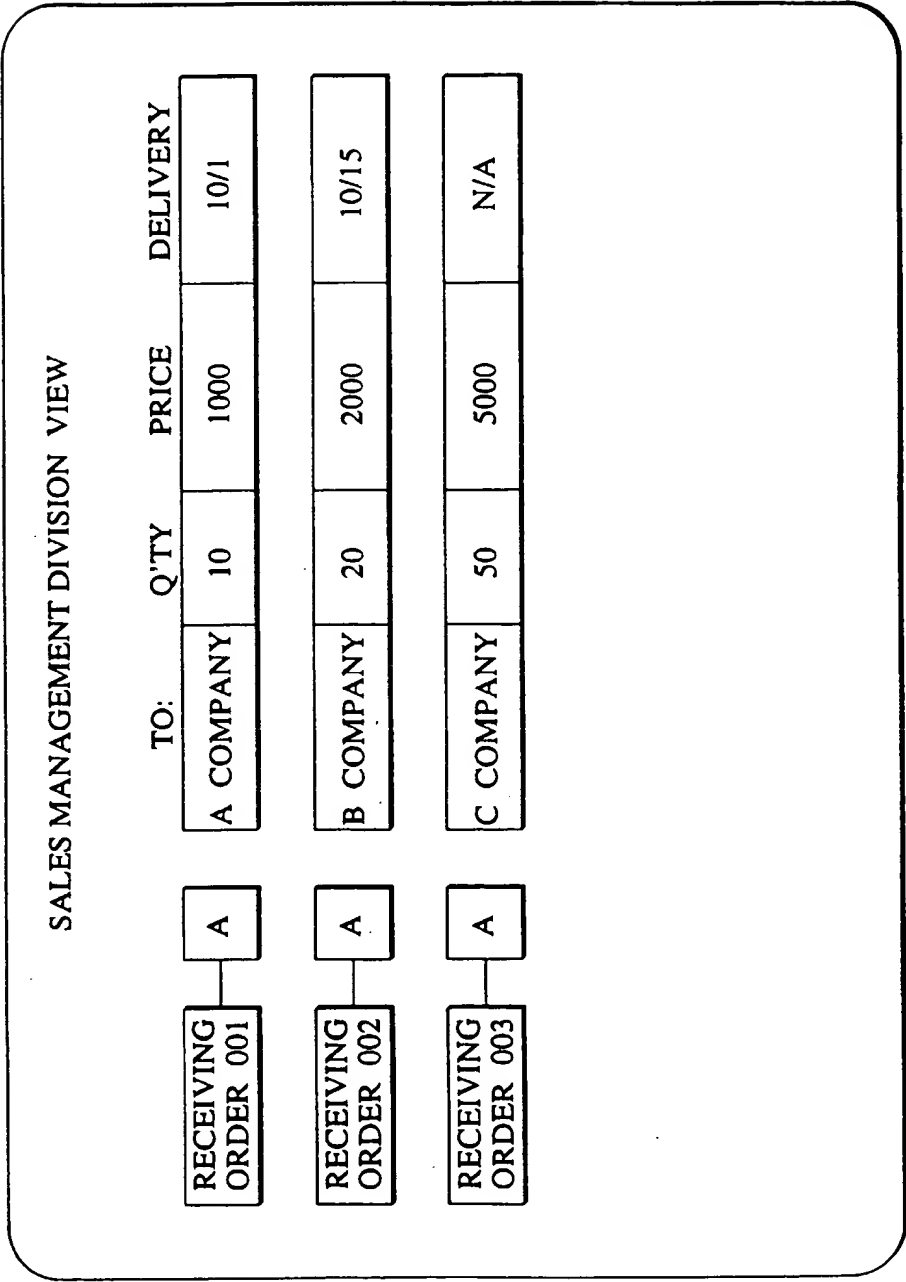 SALES MANAGEMENT DIVISION VIEW
TO: Q'TY PRICE DELIVERY
RECEIVING
ORDER 001
A
A COMPANY 10 1000 10/1
RECEIVING
ORDER 002
A
B COMPANY 20 2000 10/15
RECEIVING
ORDER 003
A
C COMPANY 50 5000 N/A